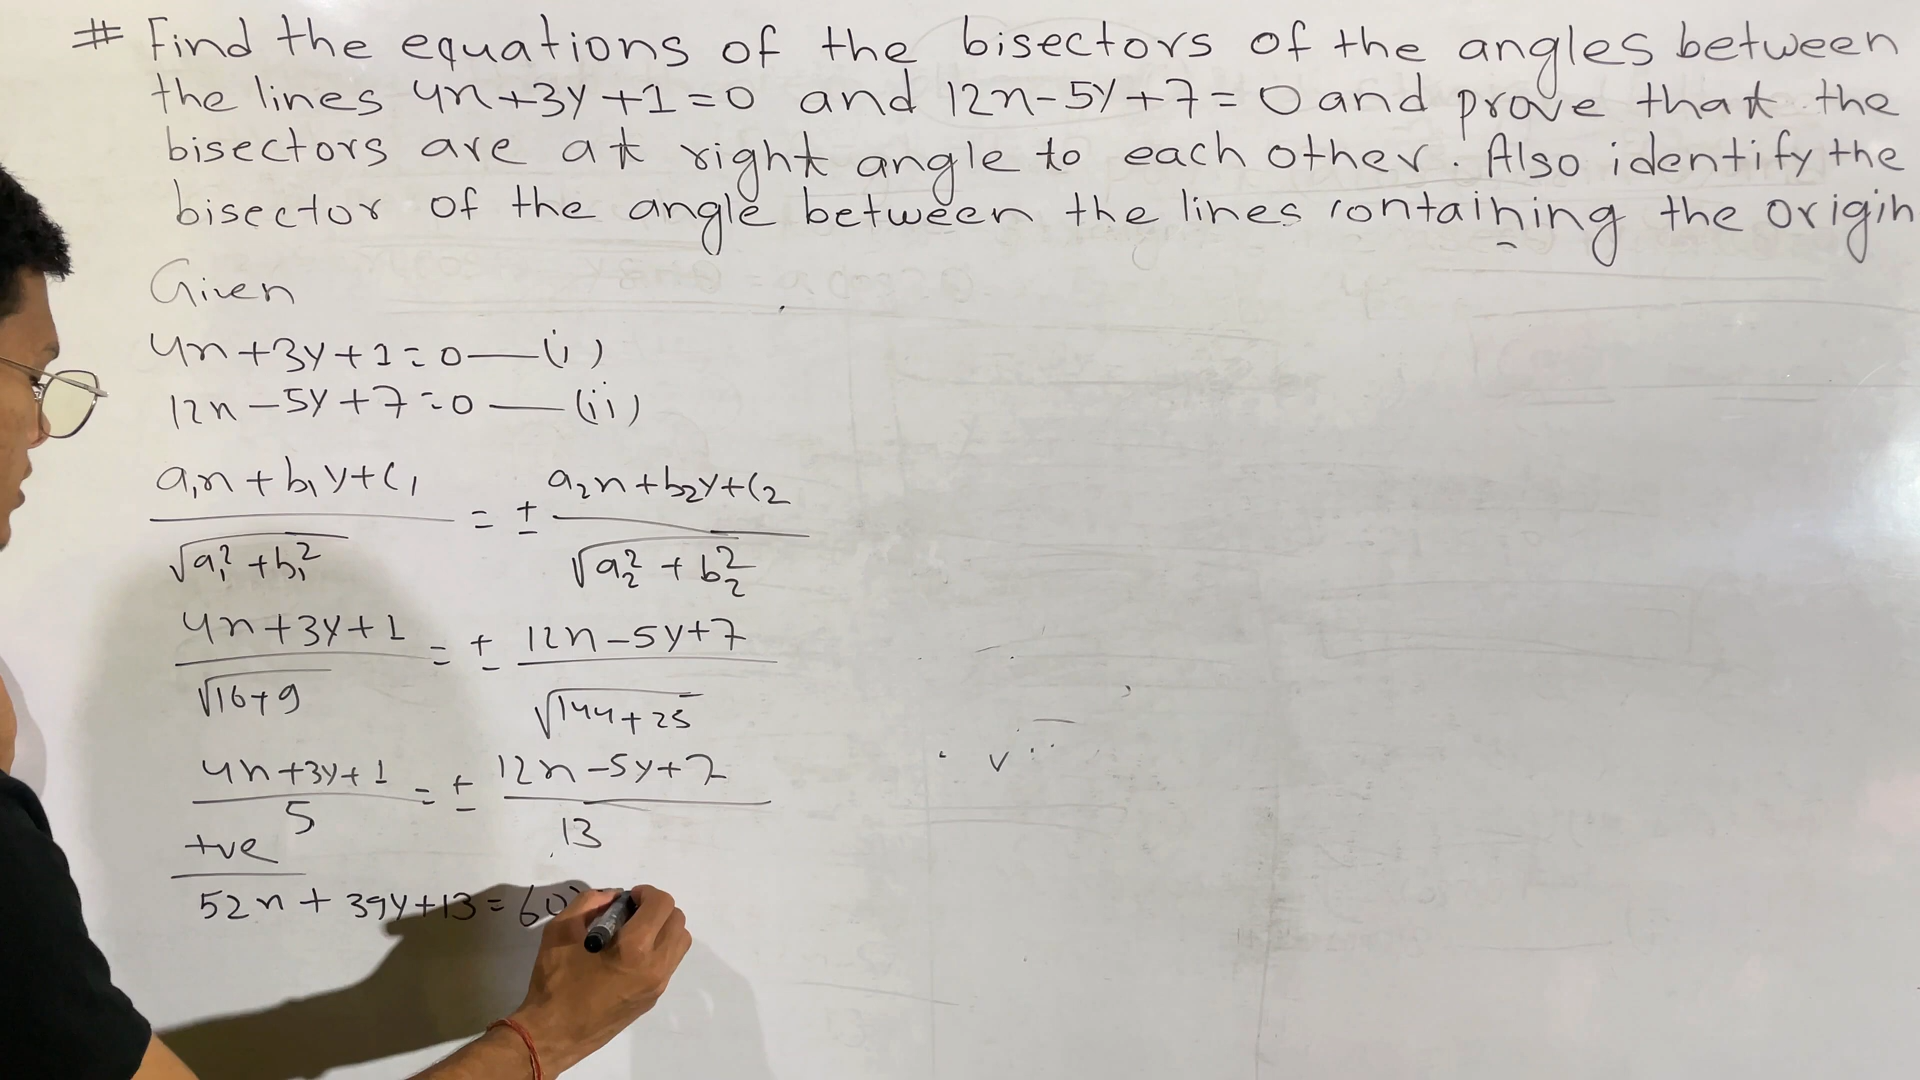 # Find the equations of the bisectors of the angles between
the lines 4x+3y+1=0 and 12x-5y+7=0 and prove that the
bisectors are at right angle to each other. Also identify the
bisector of the angle between the lines containing the origin
Given
4x+3y+1=0—(i)
12x-5y+7=0—(ii)
(a₁x+b₁y+c₁)/√(a₁²+b₁²) = ± (a₂x+b₂y+c₂)/√(a₂²+b₂²)
(4x+3y+1)/√(16+9) = ± (12x-5y+7)/√(144+25)
(4x+3y+1)/5 = ± (12x-5y+7)/13
+ve
52x+39y+13=60